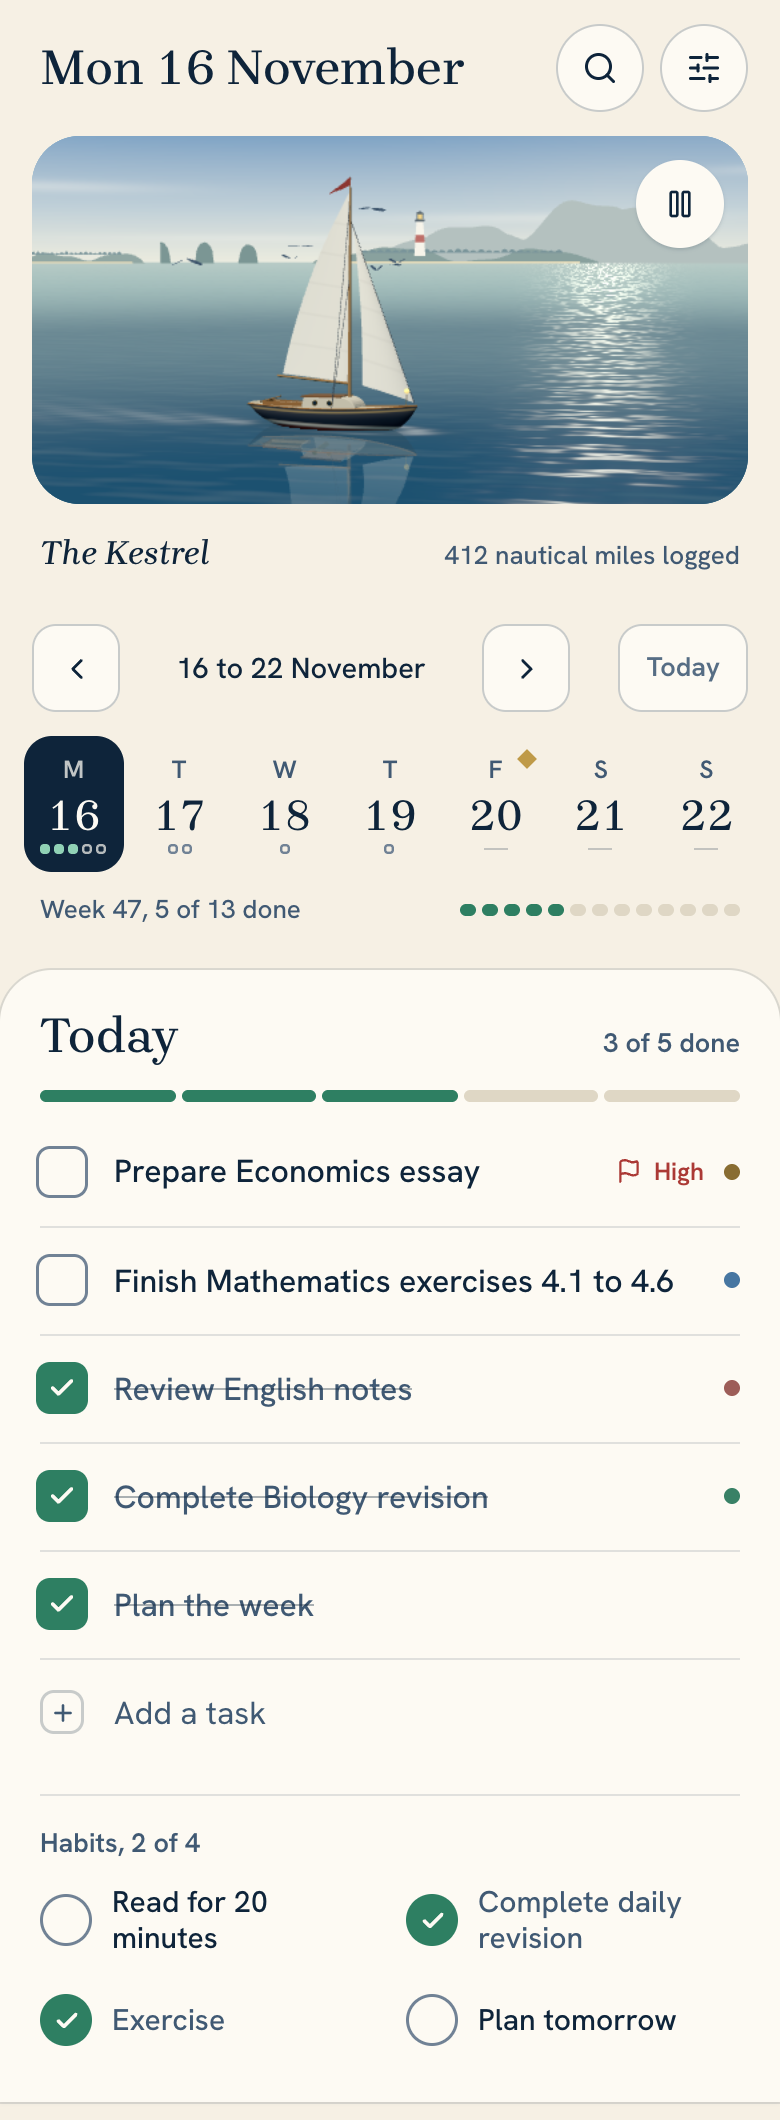 Mon 16 November
The Kestrel
412 nautical miles logged
16 to 22 November
Today
M T W T F S S
16 17 18 19 20 21 22
Week 47, 5 of 13 done
Today
3 of 5 done
Prepare Economics essay
High
Finish Mathematics exercises 4.1 to 4.6
Review English notes
Complete Biology revision
Plan the week
Add a task
Habits, 2 of 4
Read for 20
minutes
Complete daily
revision
Exercise
Plan tomorrow